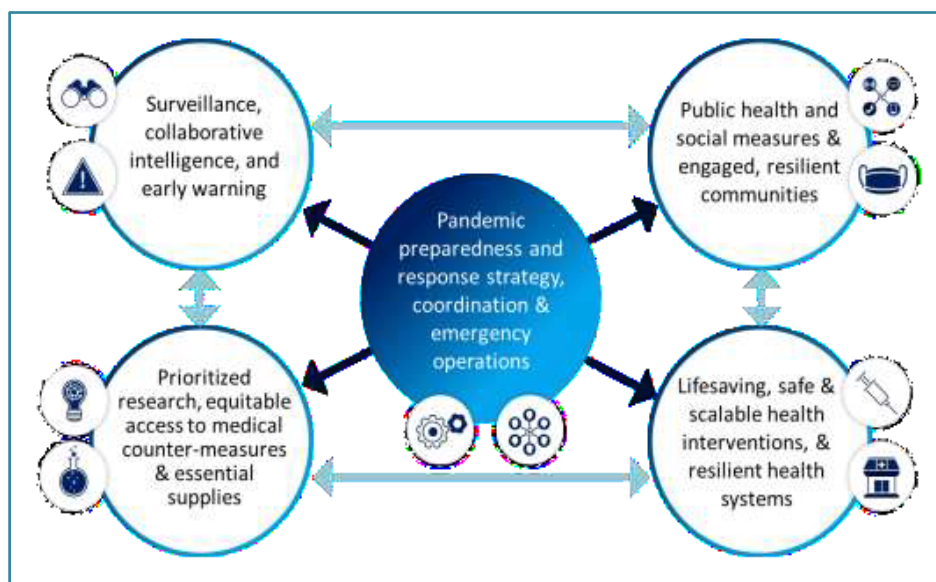 Surveillance,
collaborative
intelligence, and
early warning
Public health and
social measures &
engaged, resilient
communities
Pandemic
preparedness and
response strategy,
coordination &
emergency
operations
Prioritized
research, equitable
access to medical
counter-measures
& essential
supplies
Lifesaving, safe &
scalable health
interventions, &
resilient health
systems